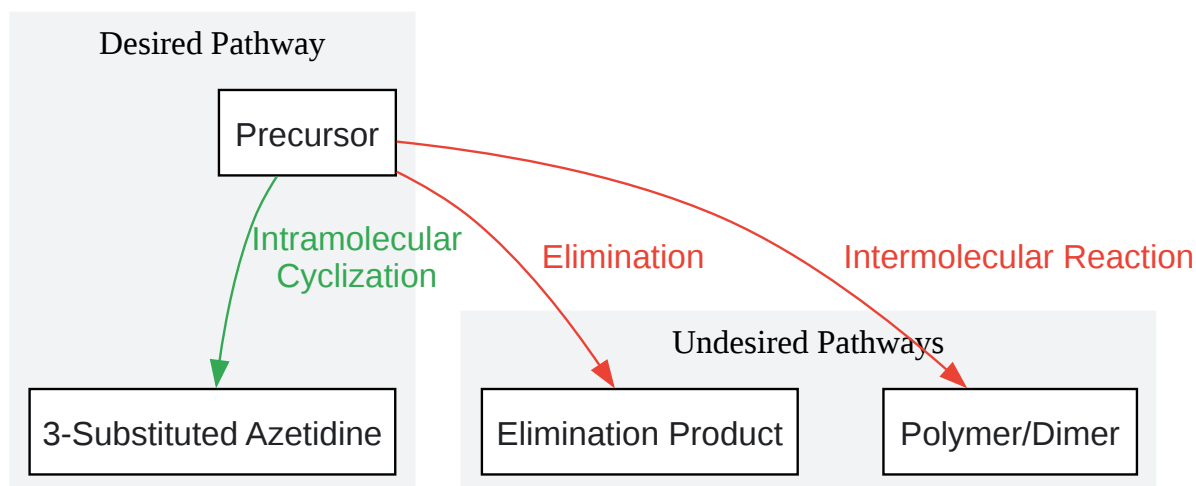 Desired Pathway
Precursor
Intramolecular
Cyclization
Elimination
Intermolecular Reaction
Undesired Pathways
3-Substituted Azetidine
Elimination Product
Polymer/Dimer